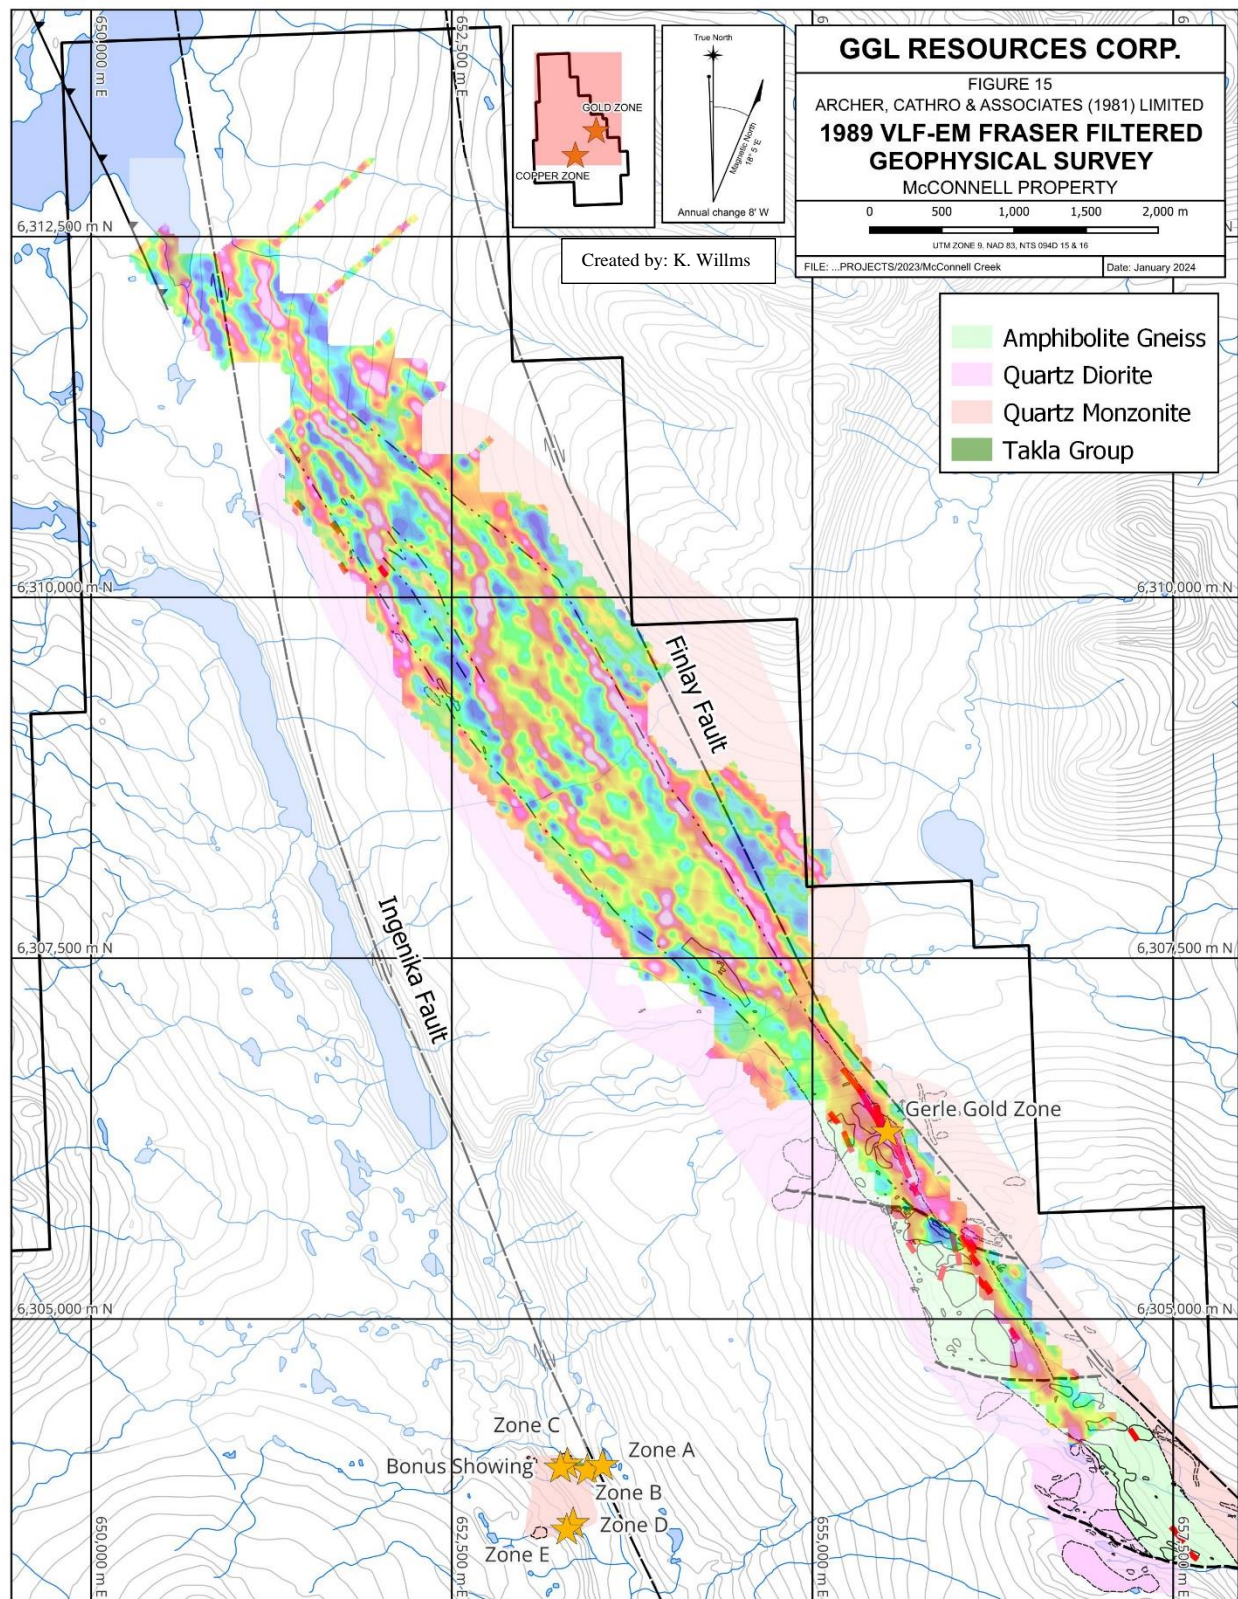 GGL RESOURCES CORP.
FIGURE 15
ARCHER, CATHRO & ASSOCIATES (1981) LIMITED
1989 VLF-EM FRASER FILTERED
GEOPHYSICAL SURVEY
McCONNELL PROPERTY
0 500 1,000 1,500 2,000 m
UTM ZONE 9, NAD 83, NTS 094D 15 & 16
FILE: ...PROJECTS/2023/McConnell Creek
Date: January 2024
GOLD ZONE
COPPER ZONE
True North
Magnetic North
18° 5 'E
Annual change 8' W
Created by: K. Willms
Amphibolite Gneiss
Quartz Diorite
Quartz Monzonite
Takla Group
650,000 m E
652,500 m E
6,312,500 m N
6,310,000 m N
6,310,000 m N
Finlay Fault
Ingenika Fault
6,307,500 m N
6,307,500 m N
Gerle Gold Zone
6,305,000 m N
6,305,000 m N
Zone C
Bonus Showing
Zone A
Zone B
Zone D
Zone E
650,000 m E
652,500 m E
655,000 m E
657,500 m E